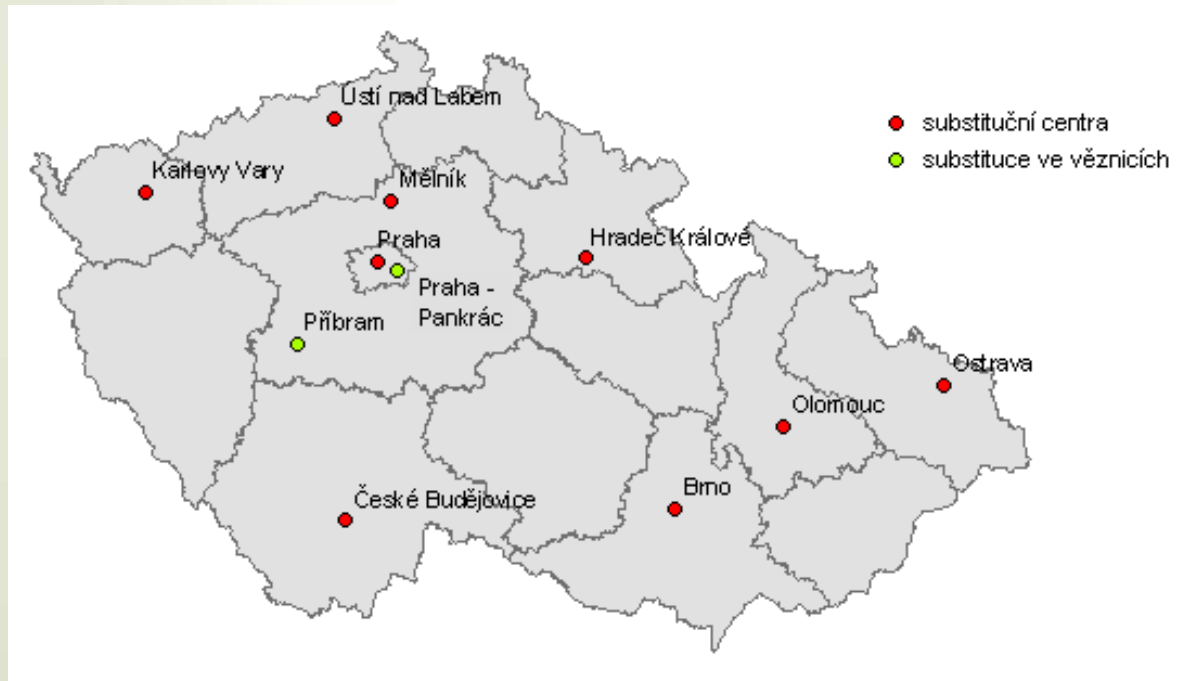 Ústí nad Labem
substituční centra
substituce ve věznicích
Karlovy Vary
Mělník
Praha
Hradec Králové
Praha -
Pankrác
Příbram
Ostrava
Olomouc
České Budějovice
Brno